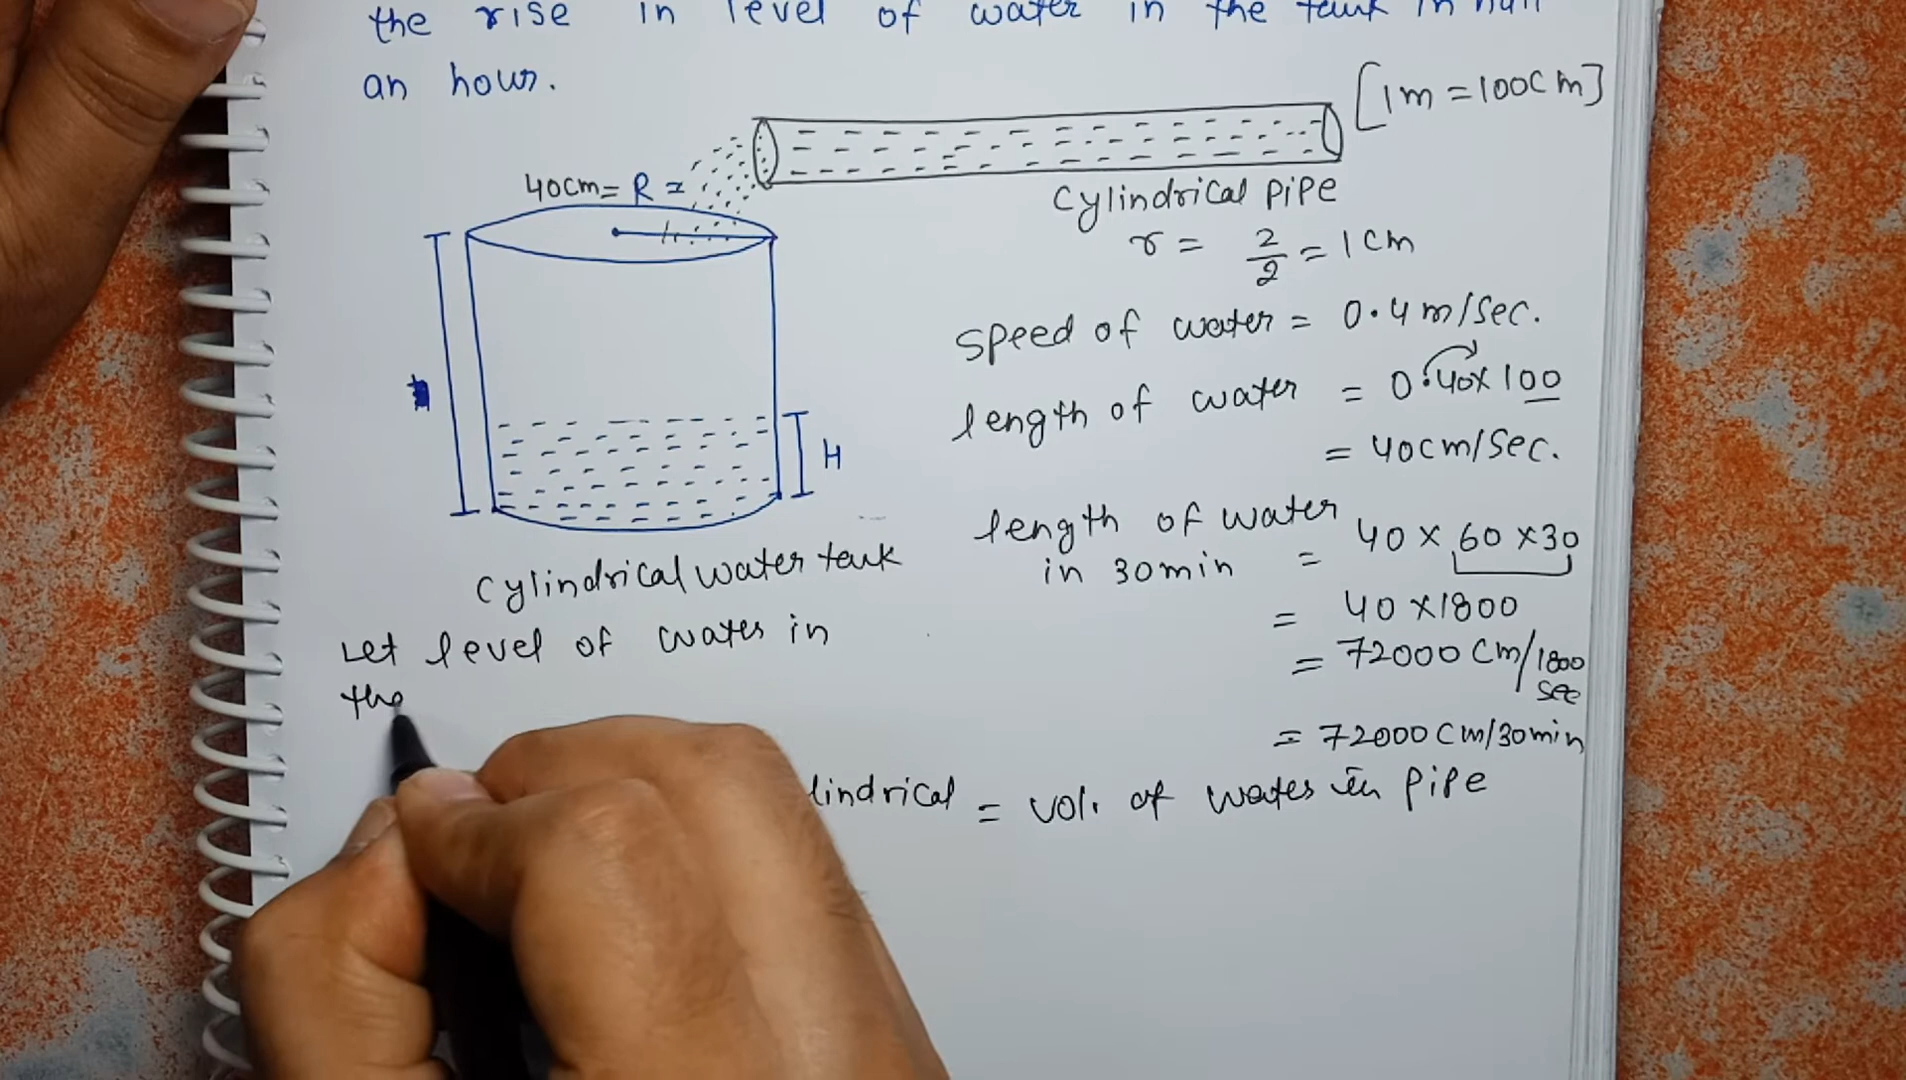 the rise in level of water in the tank in half
an hour.
[1m = 100cm]
40cm = R =
Cylindrical pipe
r = 2/2 = 1cm
speed of water = 0.4 m/sec.
length of water = 0.40 x 100
= 40cm/sec.
H
length of water
in 30min = 40 x 60 x 30
= 40 x 1800
= 72000 cm/1800 sec
= 72000 cm/30min
cylindrical water tank
Let level of water in
the
lindrical = vol. of water in pipe